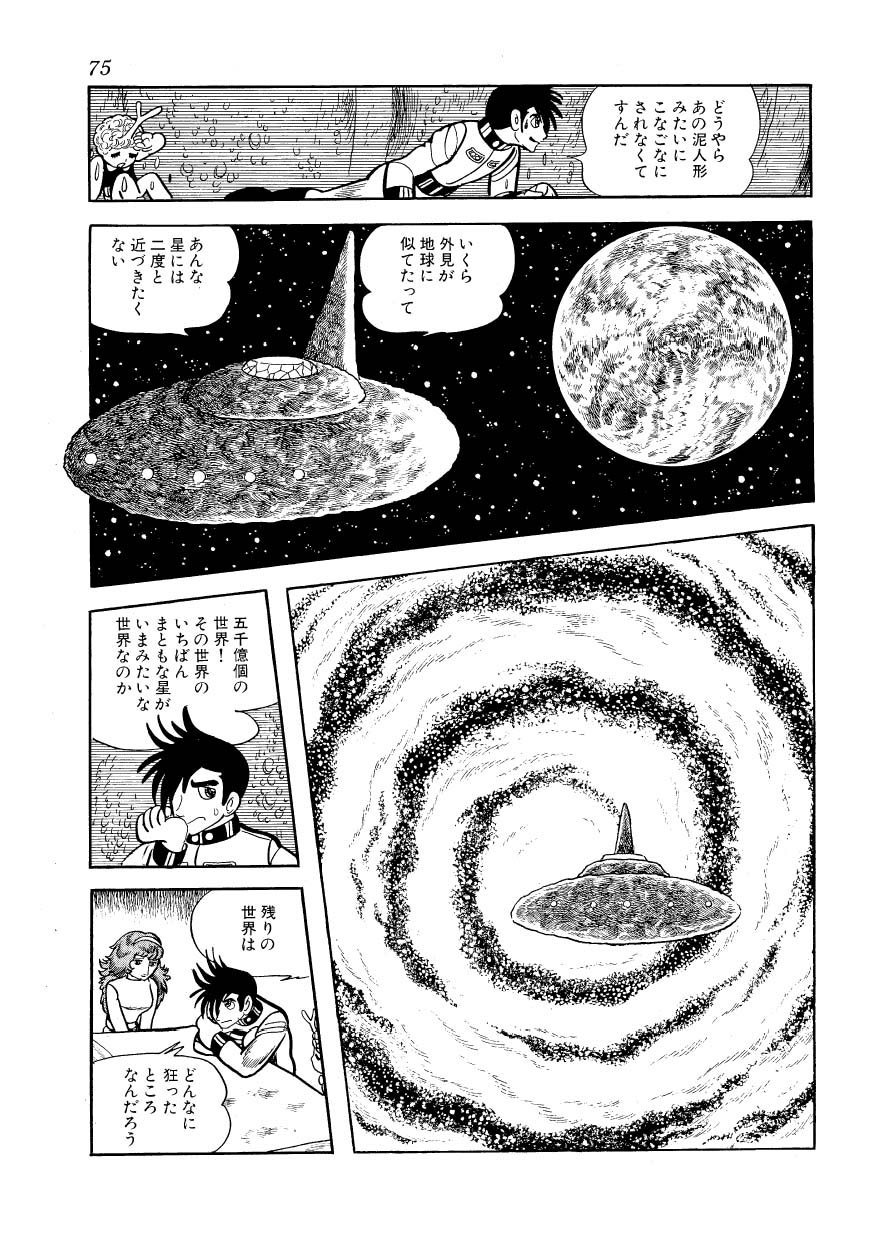 75
どうやら
あの泥人形
みたいに
こなごなに
されなくて
すんだ
いくら
外見が
地球に
似てたって
あんな
星には
二度と
近づきたく
ない
五千億個の
世界！
その世界の
いちばん
まともな星が
いまみたいな
世界なのか
残りの
世界は
どんなに
狂った
ところ
なんだろう